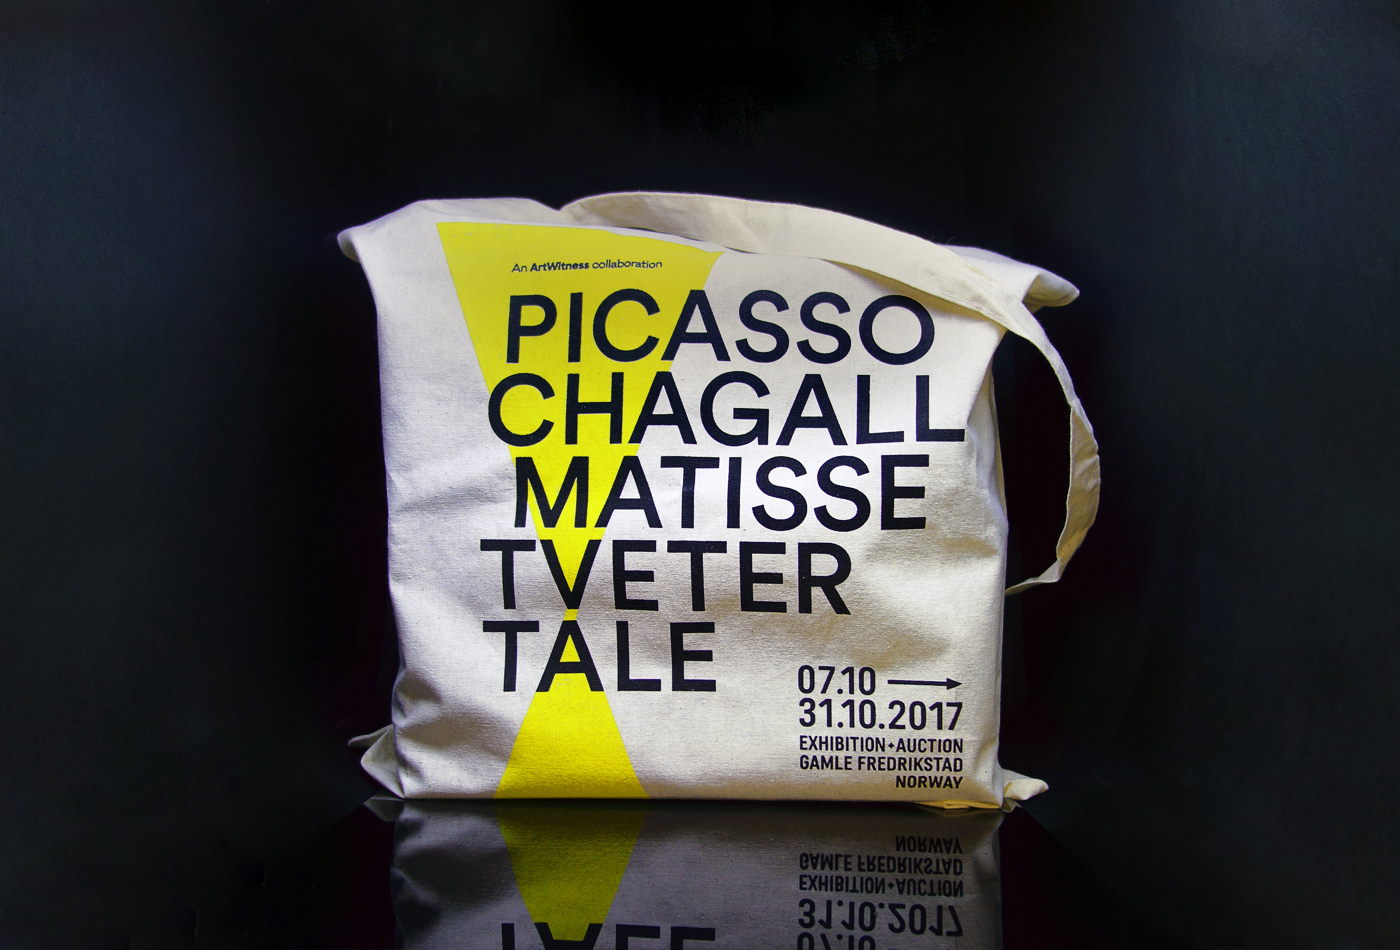 An ArtWitness collaboration
PICASSO
CHAGALL
MATISSE
TVETER
TALE
07.10 →
31.10.2017
EXHIBITION+AUCTION
GAMLE FREDRIKSTAD
NORWAY